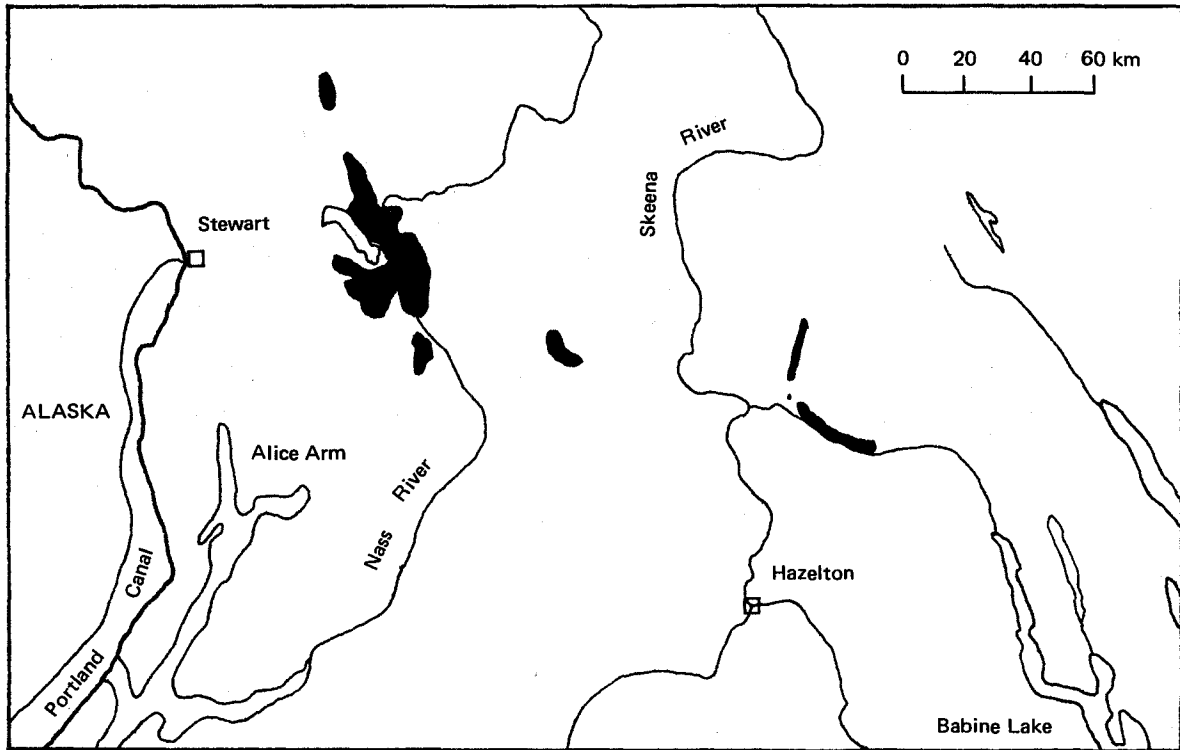 0 20 40 60 km
River
Skeena
Stewart
ALASKA
Alice Arm
River
Nass
Canal
Portland
Hazelton
Babine Lake